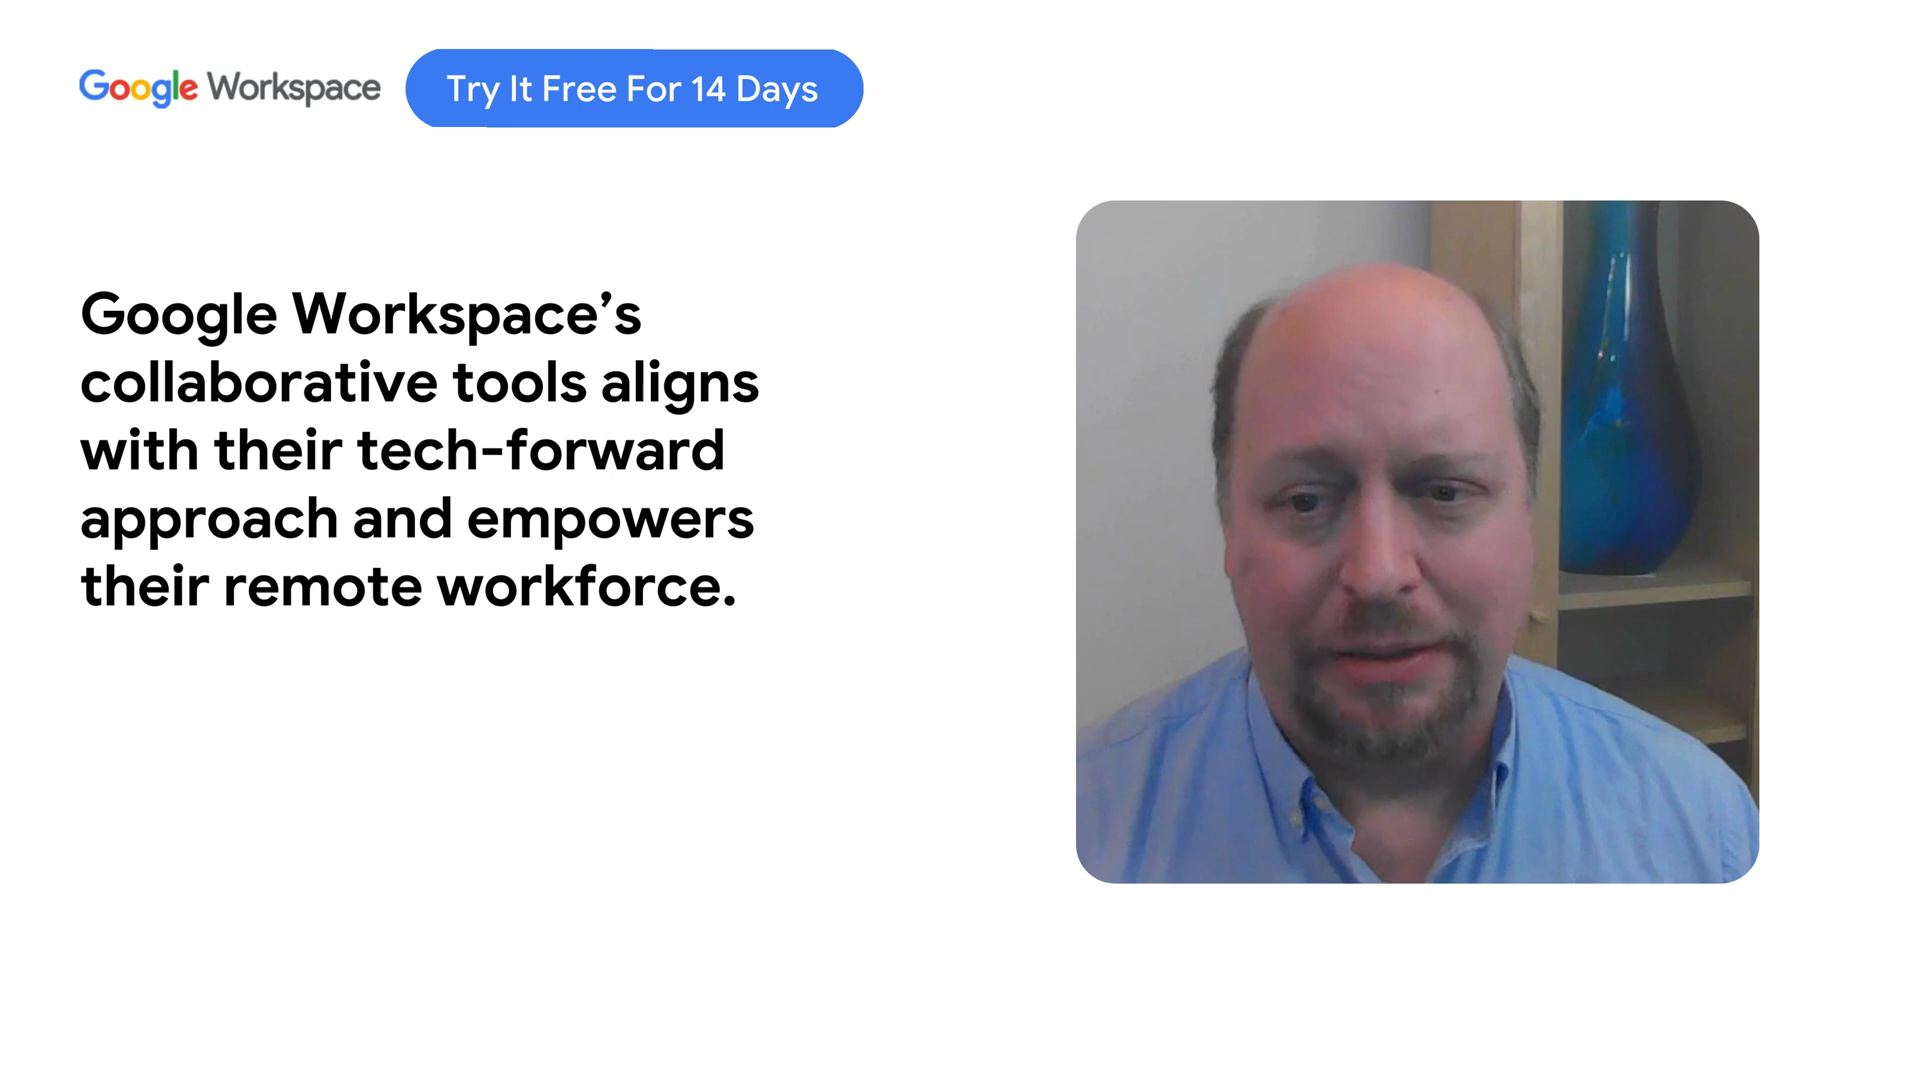 Google Workspace
Try It Free For 14 Days
Google Workspace’s
collaborative tools aligns
with their tech-forward
approach and empowers
their remote workforce.